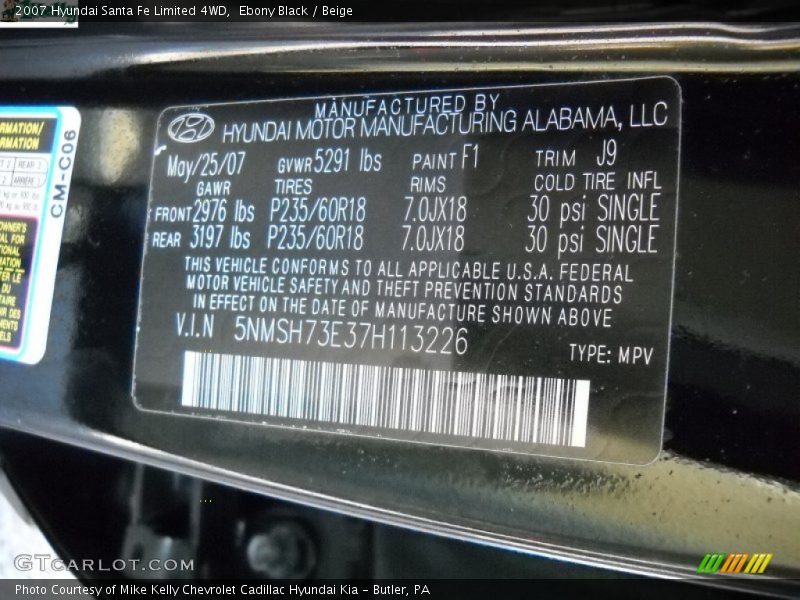 2007 Hyundai Santa Fe Limited 4WD, Ebony Black / Beige
RMATION/
RMATION
CM-C06
MANUFACTURED BY
HYUNDAI MOTOR MANUFACTURING ALABAMA, LLC
May/25/07 GVWR 5291 lbs PAINT F1 TRIM J9
GAWR TIRES RIMS COLD TIRE INFL
FRONT 2976 lbs P235/60R18 7.0JX18 30 psi SINGLE
REAR 3197 lbs P235/60R18 7.0JX18 30 psi SINGLE
THIS VEHICLE CONFORMS TO ALL APPLICABLE U.S.A. FEDERAL
MOTOR VEHICLE SAFETY AND THEFT PREVENTION STANDARDS
IN EFFECT ON THE DATE OF MANUFACTURE SHOWN ABOVE
V.I.N 5NMSH73E37H113226
TYPE: MPV
GTCARLOT.COM
Photo Courtesy of Mike Kelly Chevrolet Cadillac Hyundai Kia - Butler, PA